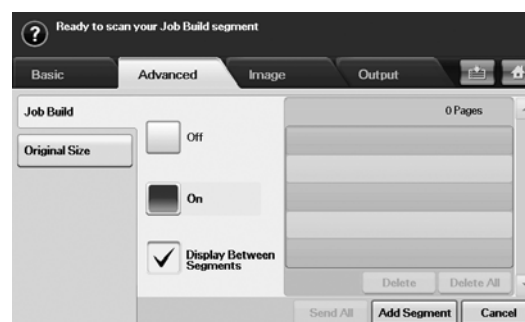 ? Ready to scan your Job Build segment
Basic
Advanced
Image
Output
Job Build
Original Size
Off
On
Display Between
Segments
0 Pages
Delete
Delete All
Send All
Add Segment
Cancel